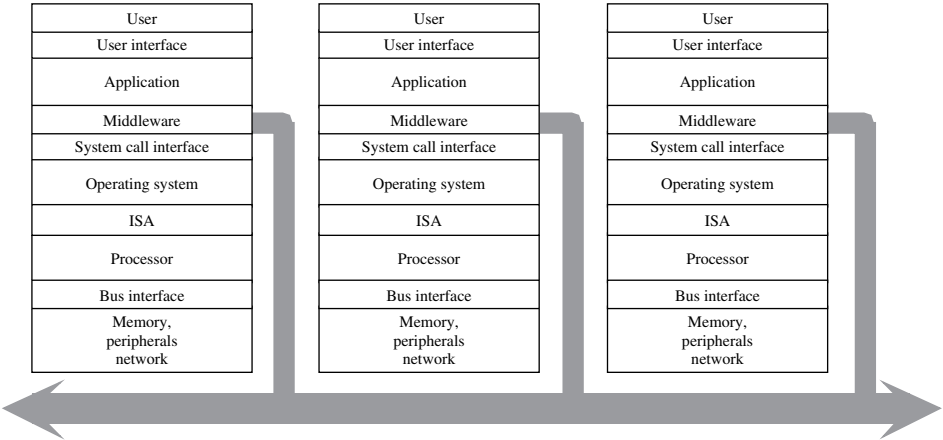 User
User interface
Application
Middleware
System call interface
Operating system
ISA
Processor
Bus interface
Memory,
peripherals
network
User
User interface
Application
Middleware
System call interface
Operating system
ISA
Processor
Bus interface
Memory,
peripherals
network
User
User interface
Application
Middleware
System call interface
Operating system
ISA
Processor
Bus interface
Memory,
peripherals
network